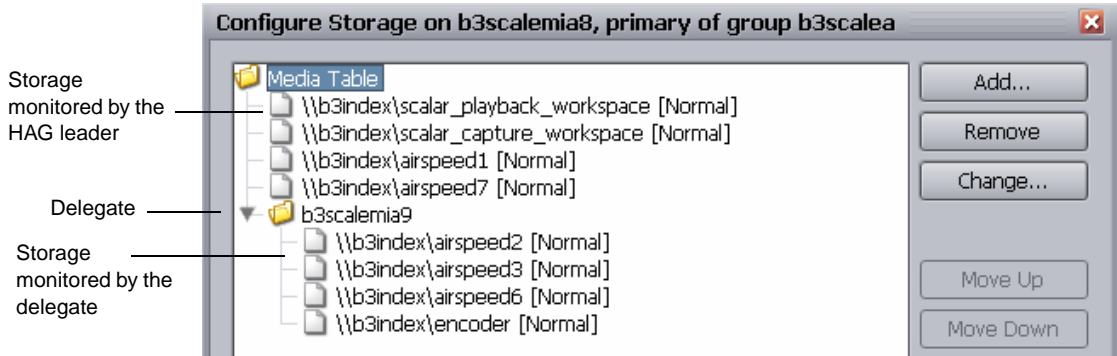 Configure Storage on b3scalemia8, primary of group b3scalea
Storage
monitored by the
HAG leader
Delegate
Storage
monitored by the
delegate
Media Table
\\b3index\scalar_playback_workspace [Normal]
\\b3index\scalar_capture_workspace [Normal]
\\b3index\airspeed1 [Normal]
\\b3index\airspeed7 [Normal]
b3scalemia9
\\b3index\airspeed2 [Normal]
\\b3index\airspeed3 [Normal]
\\b3index\airspeed6 [Normal]
\\b3index\encoder [Normal]
Add...
Remove
Change...
Move Up
Move Down